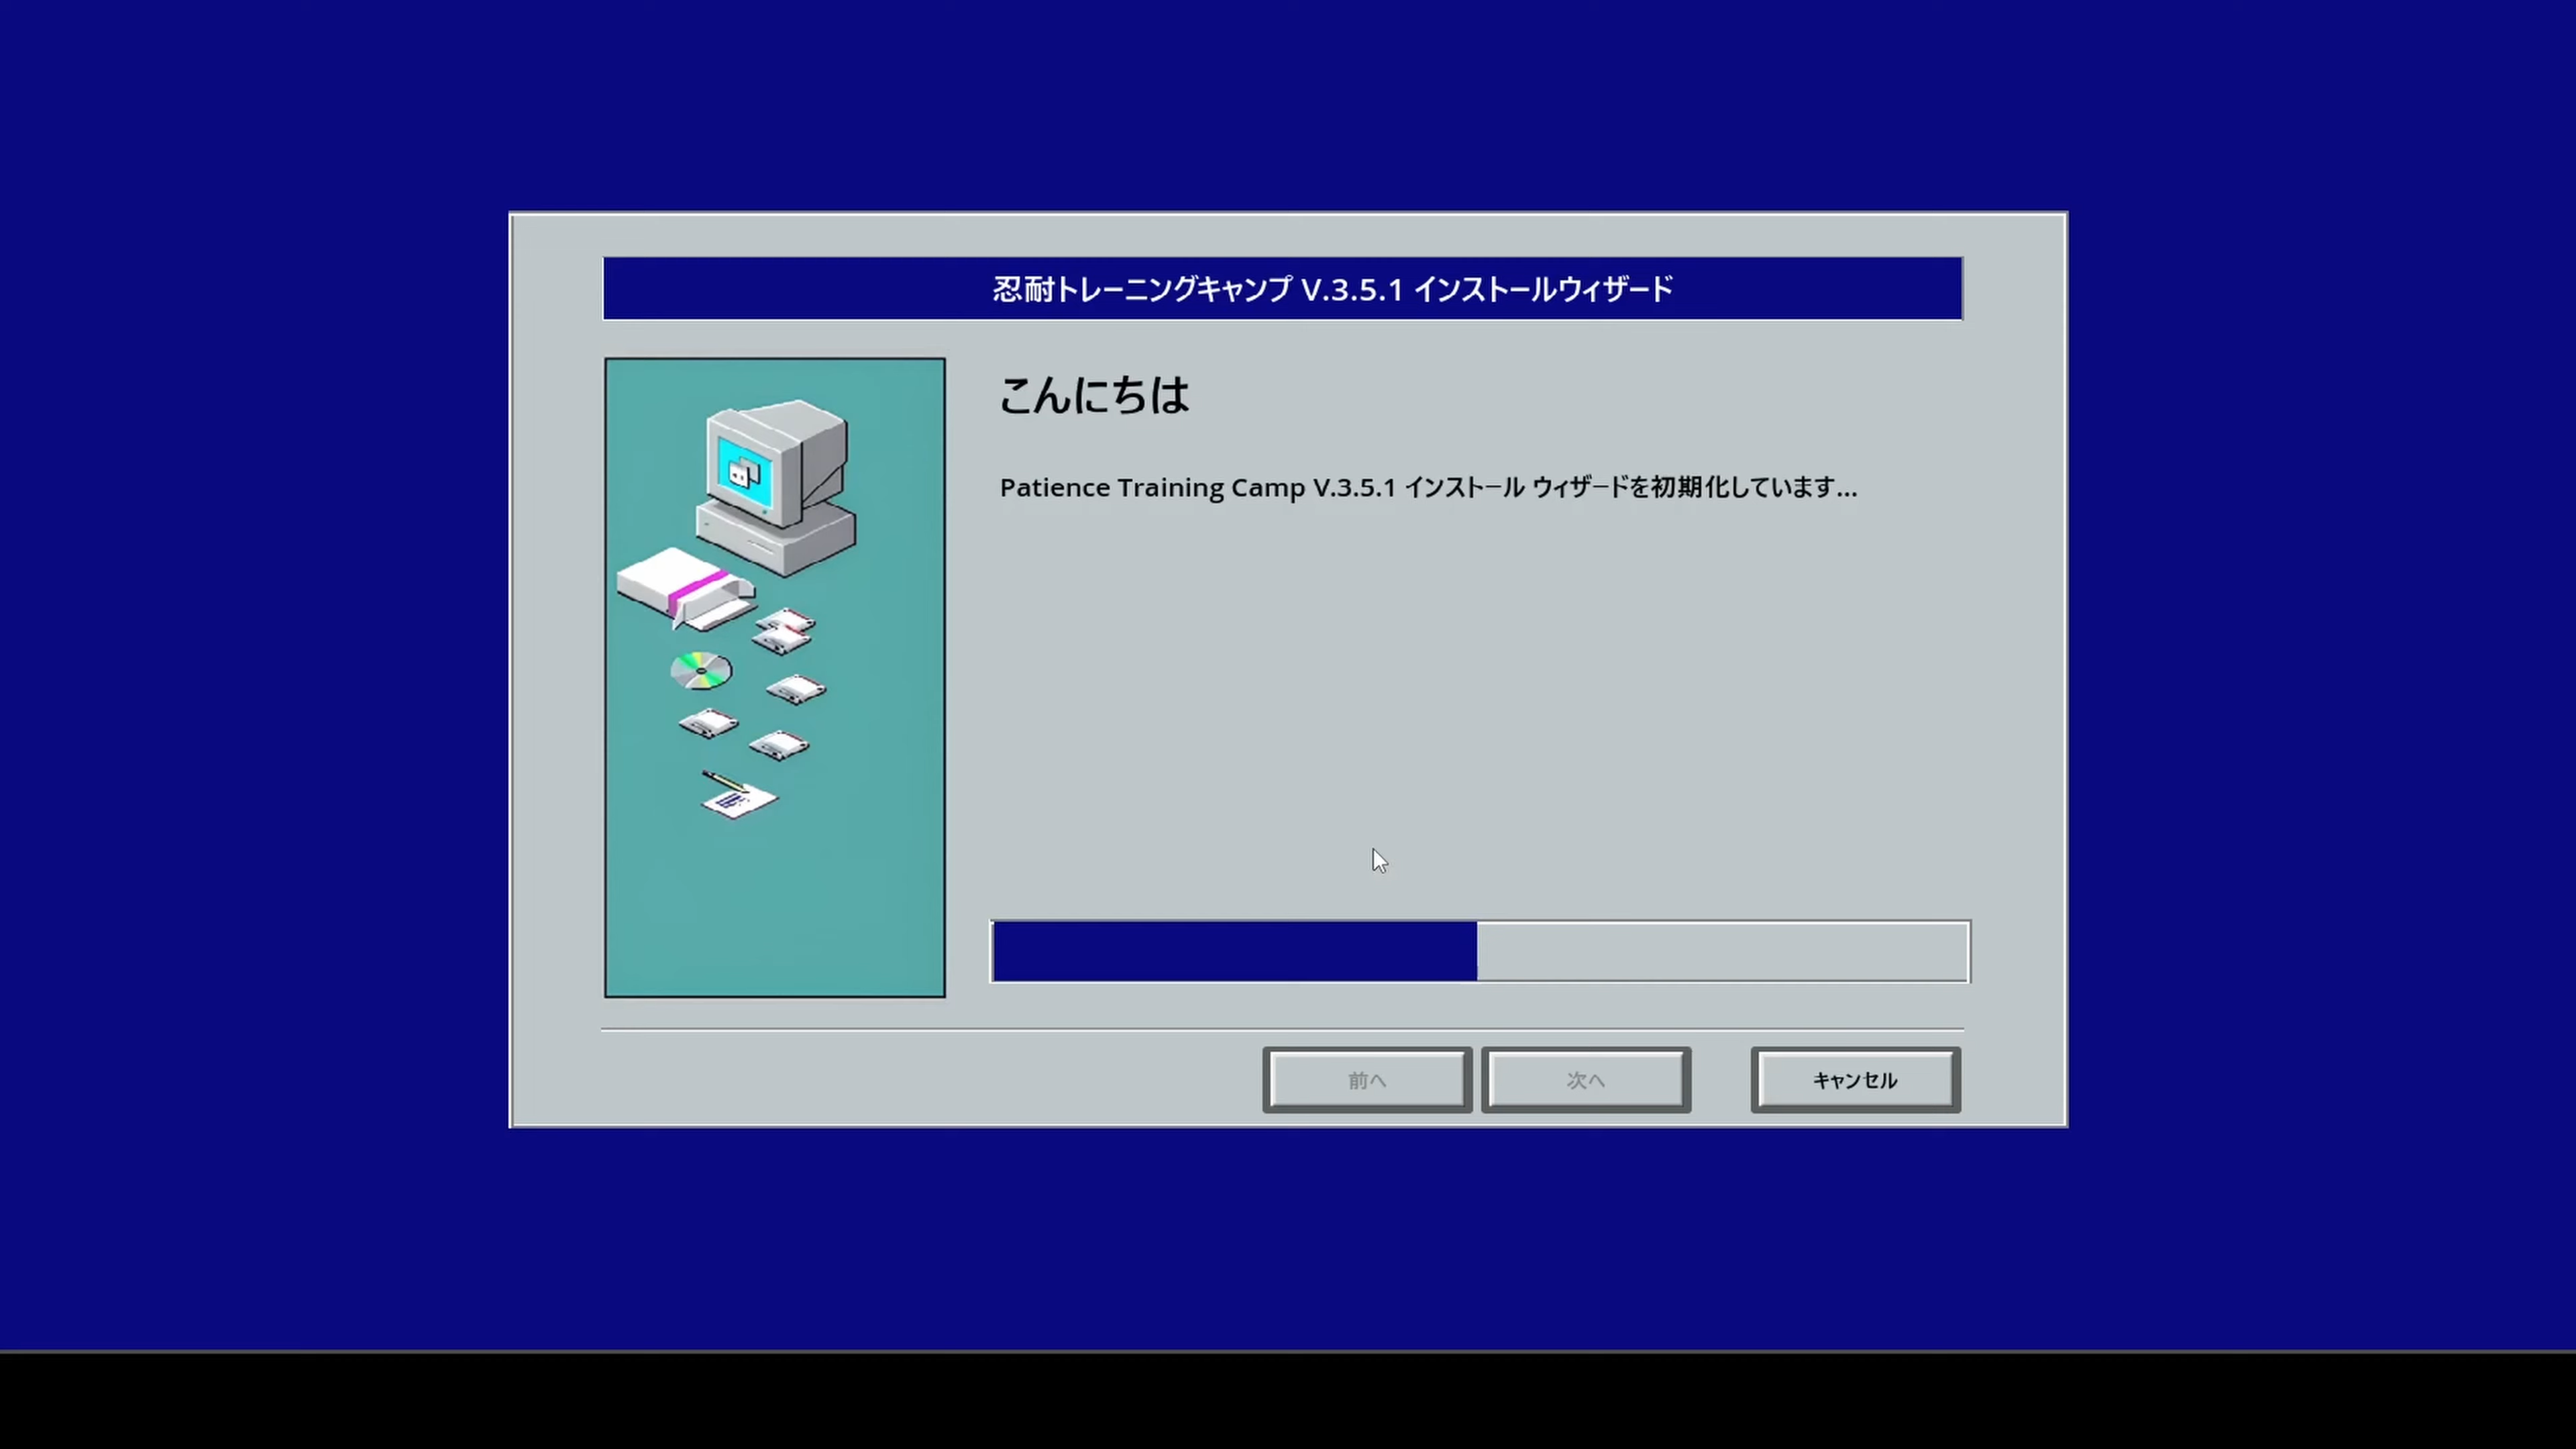 忍耐トレーニングキャンプ V.3.5.1 インストールウィザード
こんにちは
Patience Training Camp V.3.5.1 インストール ウィザードを初期化しています...
前へ
次へ
キャンセル